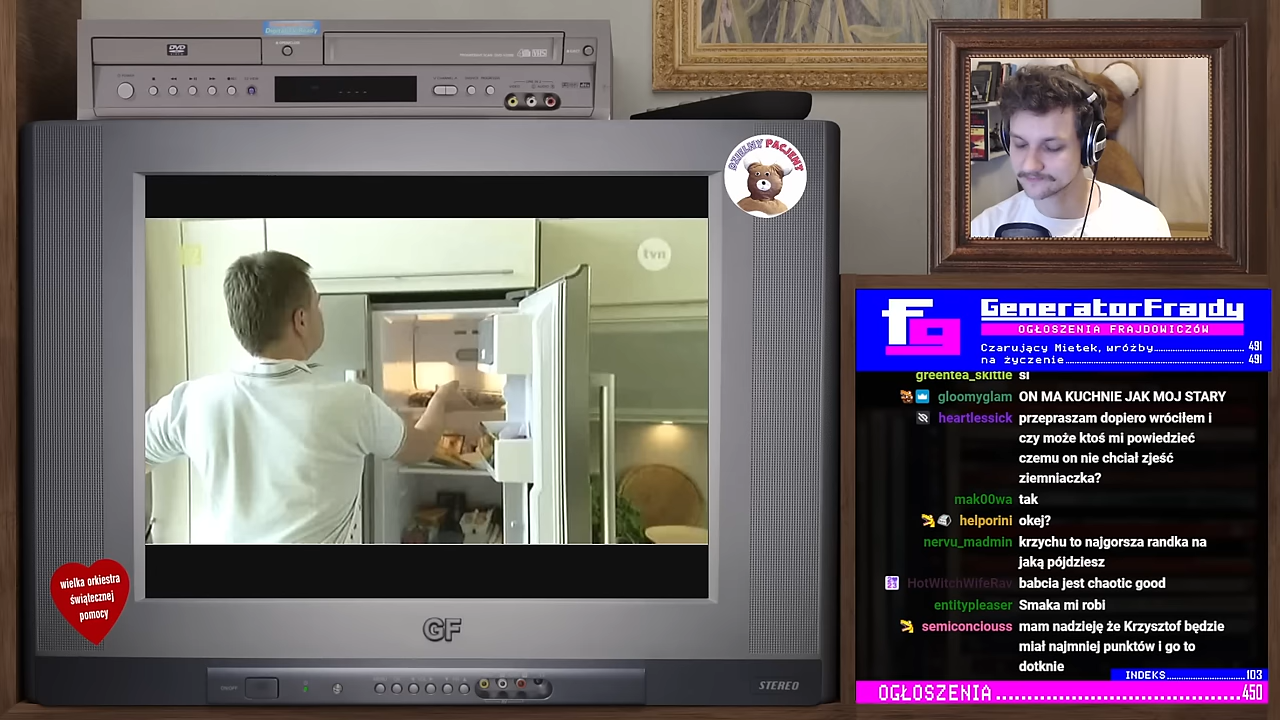 DVD
VHS
DZIELNY PACJENT
tvn
wielka orkiestra
świątecznej
pomocy
GF
STEREO
fg
GeneratorFrajdy
OGŁOSZENIA FRAJDOWICZÓW
Czarujący Mietek, wróżby 491
na życzenie 491
greentea_skittle si
gloomyglam ON MA KUCHNIE JAK MOJ STARY
heartlessick przepraszam dopiero wróciłem i
czy może ktoś mi powiedzieć
czemu on nie chciał zjeść
ziemniaczka?
mak00wa tak
helporini okej?
nervu_madmin krzychu to najgorsza randka na
jaką pójdziesz
HotWitchWifeRav babcia jest chaotic good
entitypleaser Smaka mi robi
semiconciouss mam nadzieję że Krzysztof będzie
miał najmniej punktów i go to
dotknie
INDEKS 103
OGŁOSZENIA 450